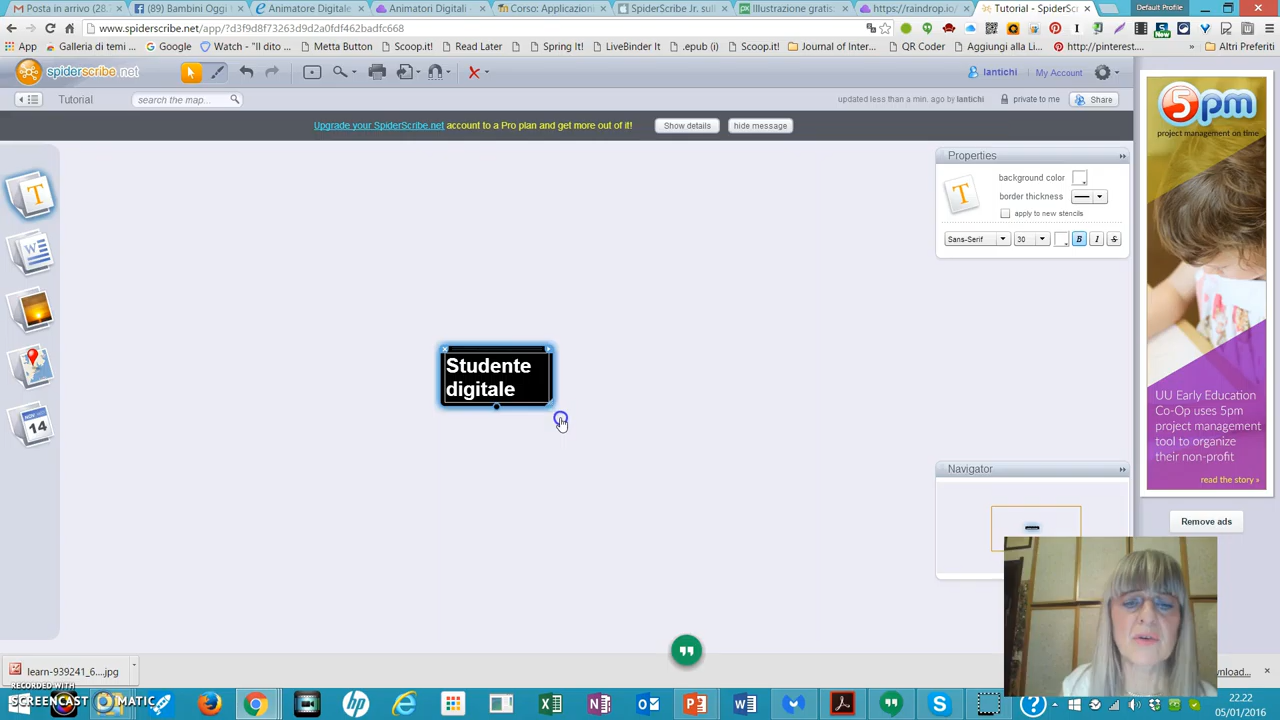 Posta in arrivo (28.
(89) Bambini Oggi t
Animatore Digitale
Animatori Digitali -
Corso: Applicazioni
SpiderScribe Jr. sull
Illustrazione gratis:
https://raindrop.io/
Tutorial - SpiderScr
Default Profile
www.spiderscribe.net/app/?d3f9d8f73263d9d2a0fdf462badfc668
App
Galleria di temi ...
Google
Watch - "Il dito ...
Metta Button
Scoop.it!
Read Later
Spring It!
LiveBinder It
.epub (i)
Scoop.it!
Journal of Inter...
QR Coder
Aggiungi alla Li...
http://pinterest....
Altri Preferiti
spiderscribe.net
lantichi
My Account
Tutorial
search the map...
updated less than a min. ago by lantichi
private to me
Share
Upgrade your SpiderScribe.net account to a Pro plan and get more out of it!
Show details
hide message
Properties
background color
border thickness
apply to new stencils
Sans-Serif
30
B
I
S
T
T
W
NOV
14
Studente
digitale
Navigator
5pm
project management on time
UU Early Education
Co-Op uses 5pm
project management
tool to organize
their non-profit
read the story »
Remove ads
learn-939241_6....jpg
RECORDED WITH
SCREENCAST
MATIC
22.22
05/01/2016